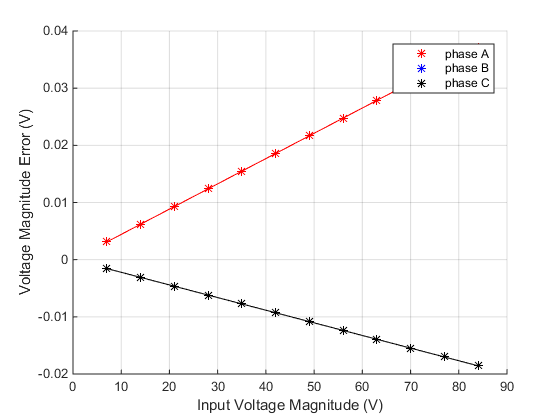 0.04
0.03
0.02
0.01
0
-0.01
-0.02
Voltage Magnitude Error (V)
phase A
phase B
phase C
0 10 20 30 40 50 60 70 80 90
Input Voltage Magnitude (V)